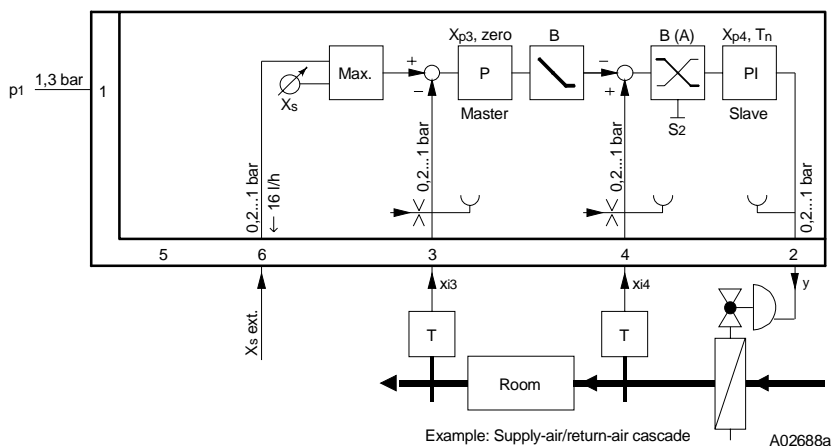 Xp3, zero
B
B (A)
Xp4, Tn
p1
1,3 bar
1
Max.
+
−
P
−
+
PI
Xs
Master
S2
Slave
0,2...1 bar
← 16 l/h
0,2...1 bar
0,2...1 bar
0,2...1 bar
5
6
3
4
2
Xs ext.
xi3
xi4
y
T
T
Room
Example: Supply-air/return-air cascade
A02688a